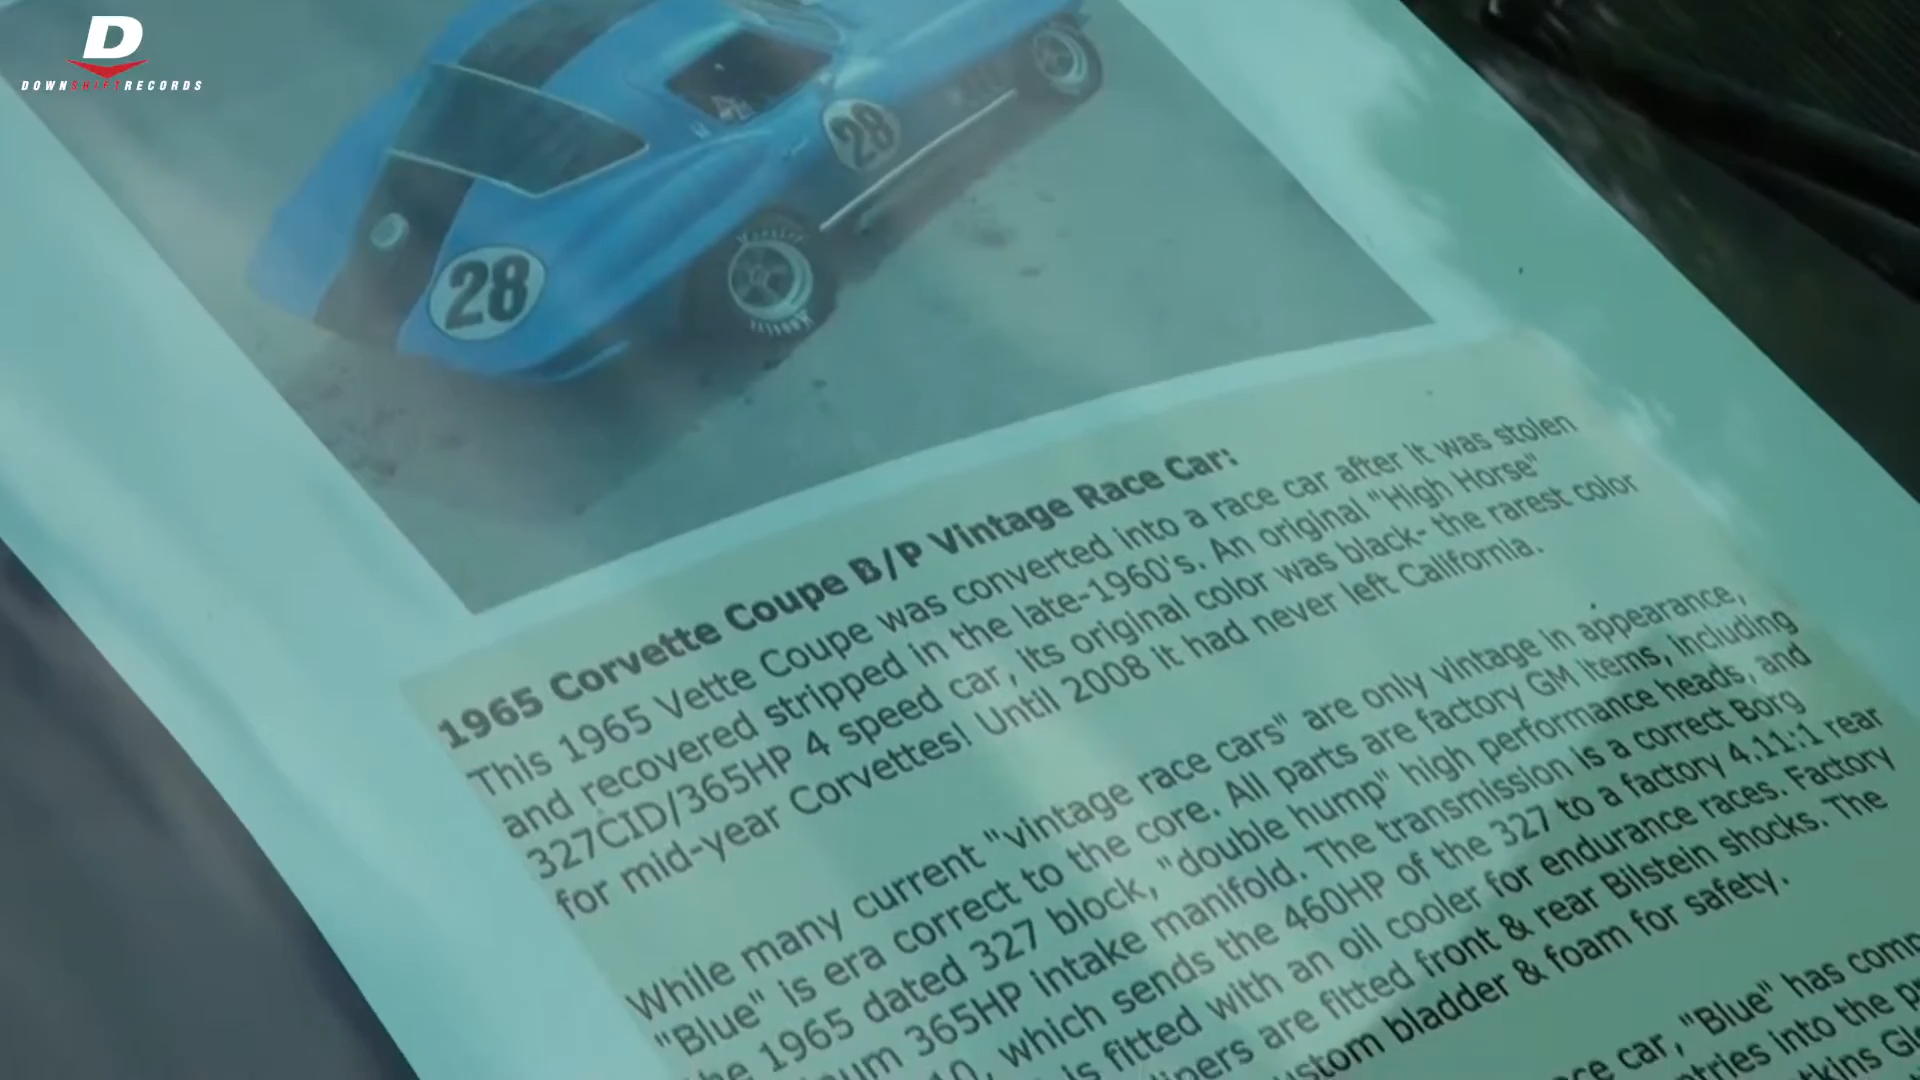 D
DOWNSHIFTRECORDS
28
28
Hoosier
Hoosier
1965 Corvette Coupe B/P Vintage Race Car:
This 1965 Vette Coupe was converted into a race car after it was stolen
and recovered stripped in the late-1960's. An original "High Horse"
327CID/365HP 4 speed car, its original color was black- the rarest color
for mid-year Corvettes! Until 2008 it had never left California.
While many current "vintage race cars" are only vintage in appearance,
"Blue" is era correct to the core. All parts are factory GM items, including
the 1965 dated 327 block, "double hump" high performance heads, and
365HP intake manifold. The transmission is a correct Borg
10, which sends the 460HP of the 327 to a factory 4.11:1 rear
is fitted with an oil cooler for endurance races. Factory
are fitted front & rear Bilstein shocks. The
bladder & foam for safety.
car, "Blue" has
into the